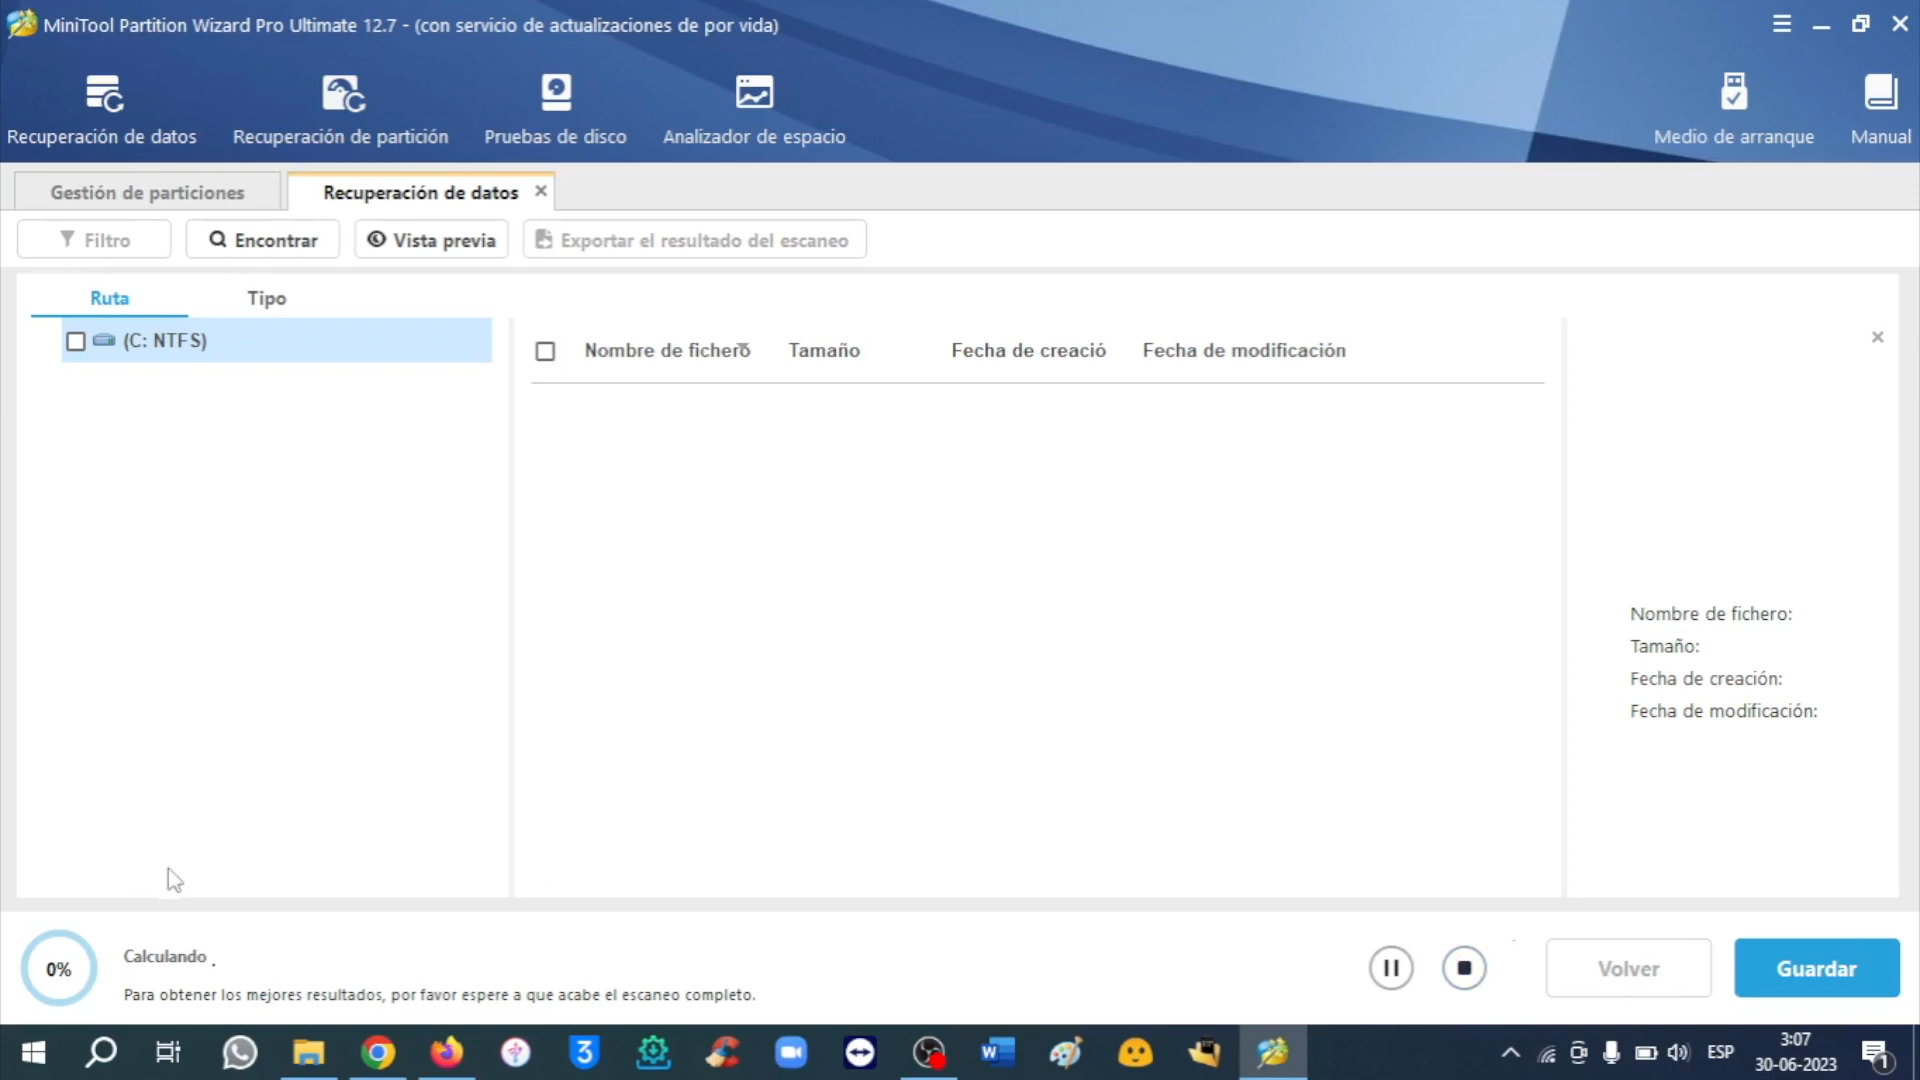 MiniTool Partition Wizard Pro Ultimate 12.7 - (con servicio de actualizaciones de por vida)
Recuperación de datos
Recuperación de partición
Pruebas de disco
Analizador de espacio
Medio de arranque
Manual
Gestión de particiones
Recuperación de datos
Filtro
Encontrar
Vista previa
Exportar el resultado del escaneo
Ruta
Tipo
(C: NTFS)
Nombre de fichero
Tamaño
Fecha de creació
Fecha de modificación
Nombre de fichero:
Tamaño:
Fecha de creación:
Fecha de modificación:
0%
Calculando .
Para obtener los mejores resultados, por favor espere a que acabe el escaneo completo.
Volver
Guardar
3
W
ESP
3:07
30-06-2023
1